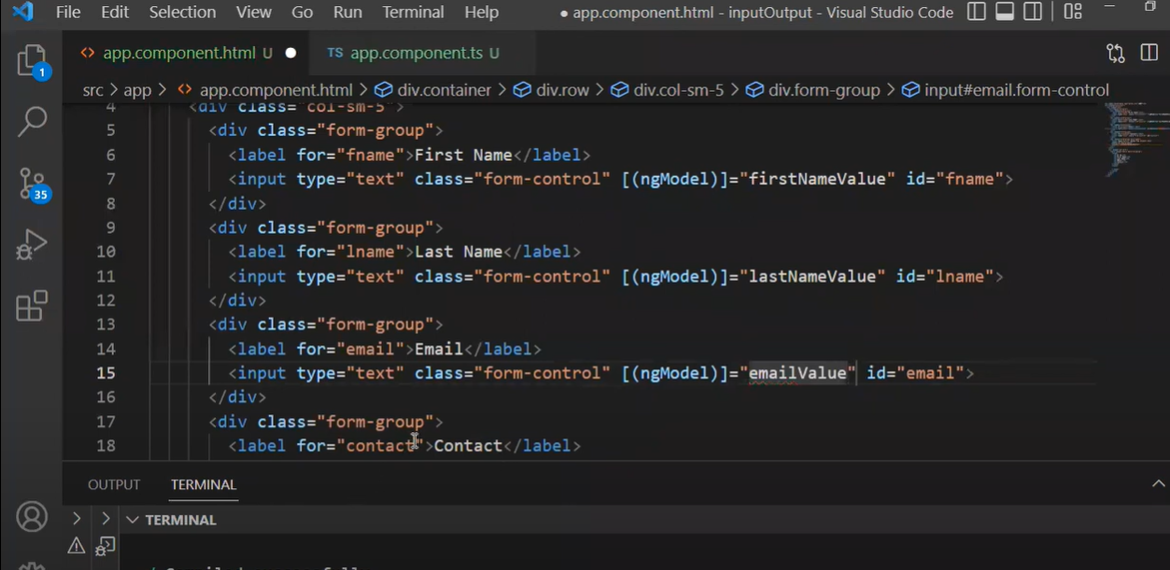 File Edit Selection View Go Run Terminal Help ● app.component.html - inputOutput - Visual Studio Code
<> app.component.html U ● TS app.component.ts U
1
src > app > <> app.component.html > div.container > div.row > div.col-sm-5 > div.form-group > input#email.form-control
4 <div class="col-sm-5">
5 <div class="form-group">
6 <label for="fname">First Name</label>
7 <input type="text" class="form-control" [(ngModel)]="firstNameValue" id="fname">
8 </div>
9 <div class="form-group">
35
10 <label for="lname">Last Name</label>
11 <input type="text" class="form-control" [(ngModel)]="lastNameValue" id="lname">
12 </div>
13 <div class="form-group">
14 <label for="email">Email</label>
15 <input type="text" class="form-control" [(ngModel)]="emailValue" id="email">
16 </div>
17 <div class="form-group">
18 <label for="contact">Contact</label>
OUTPUT TERMINAL
TERMINAL